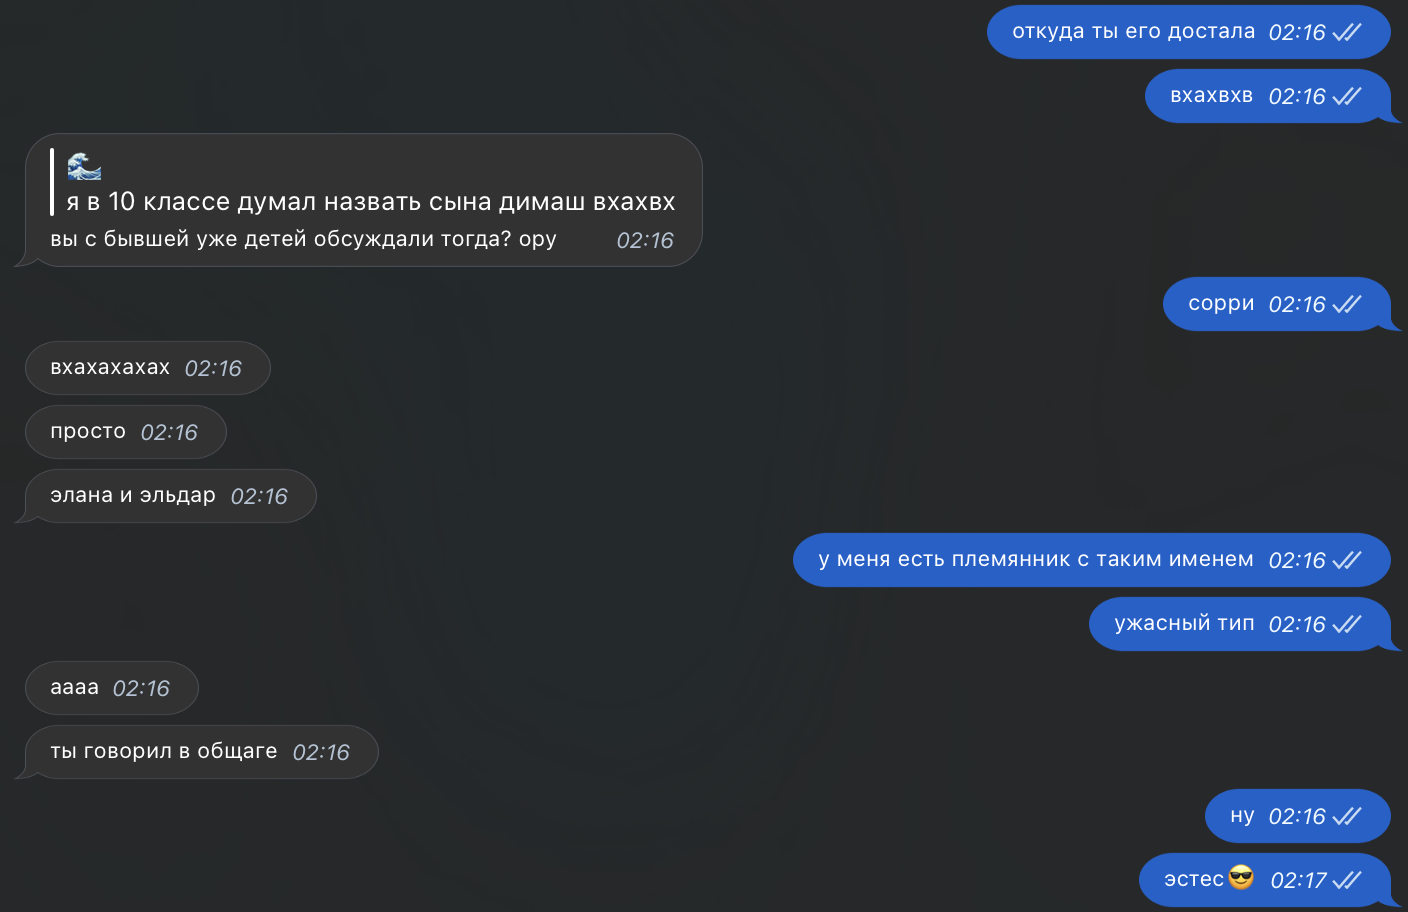 откуда ты его достала 02:16
вхахвхв 02:16
я в 10 классе думал назвать сына димаш вхахвх
вы с бывшей уже детей обсуждали тогда? ору 02:16
сорри 02:16
вхахахахах 02:16
просто 02:16
элана и эльдар 02:16
у меня есть племянник с таким именем 02:16
ужасный тип 02:16
аааа 02:16
ты говорил в общаге 02:16
ну 02:16
эстес😎 02:17